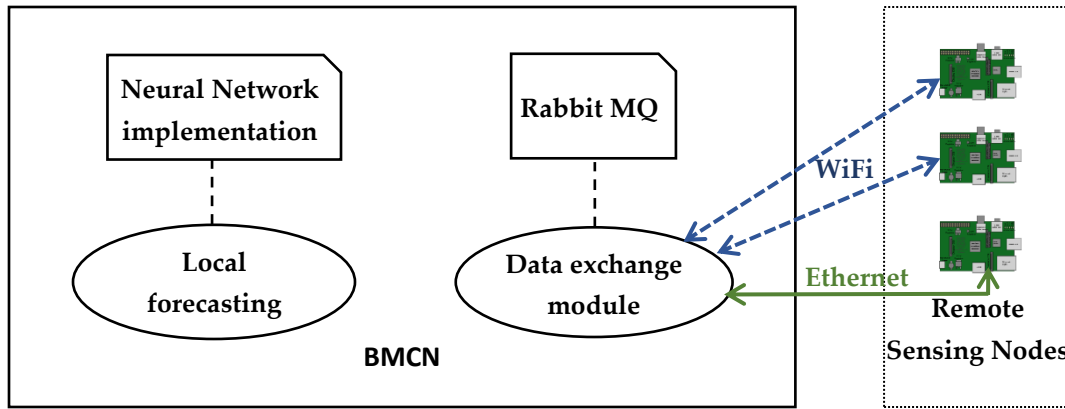 Neural Network
implementation
Rabbit MQ
WiFi
Local
forecasting
Data exchange
module
Ethernet
Remote
Sensing Nodes
BMCN